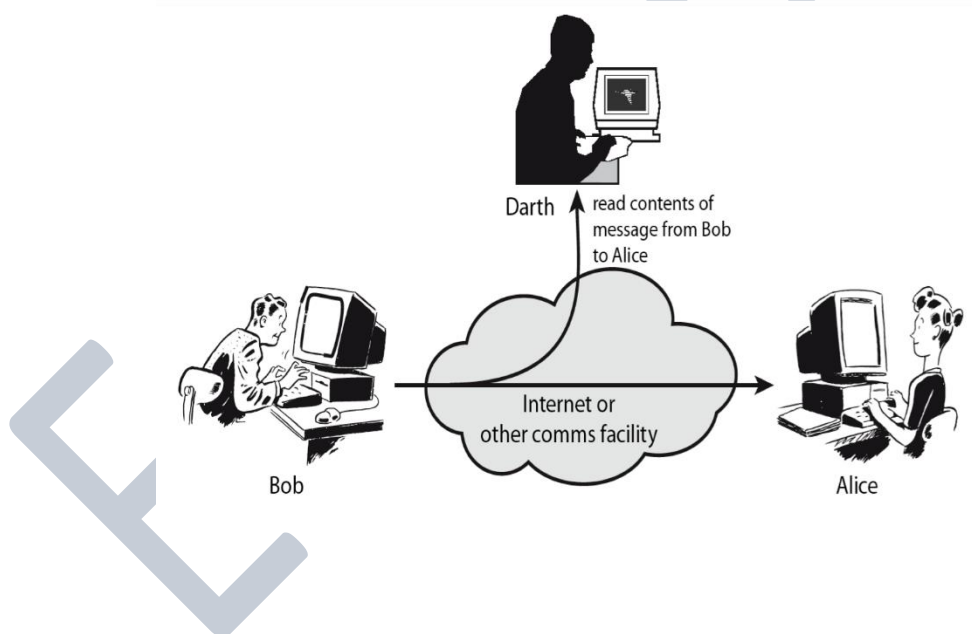 Darth
read contents of
message from Bob
to Alice
Internet or
other comms facility
Bob
Alice